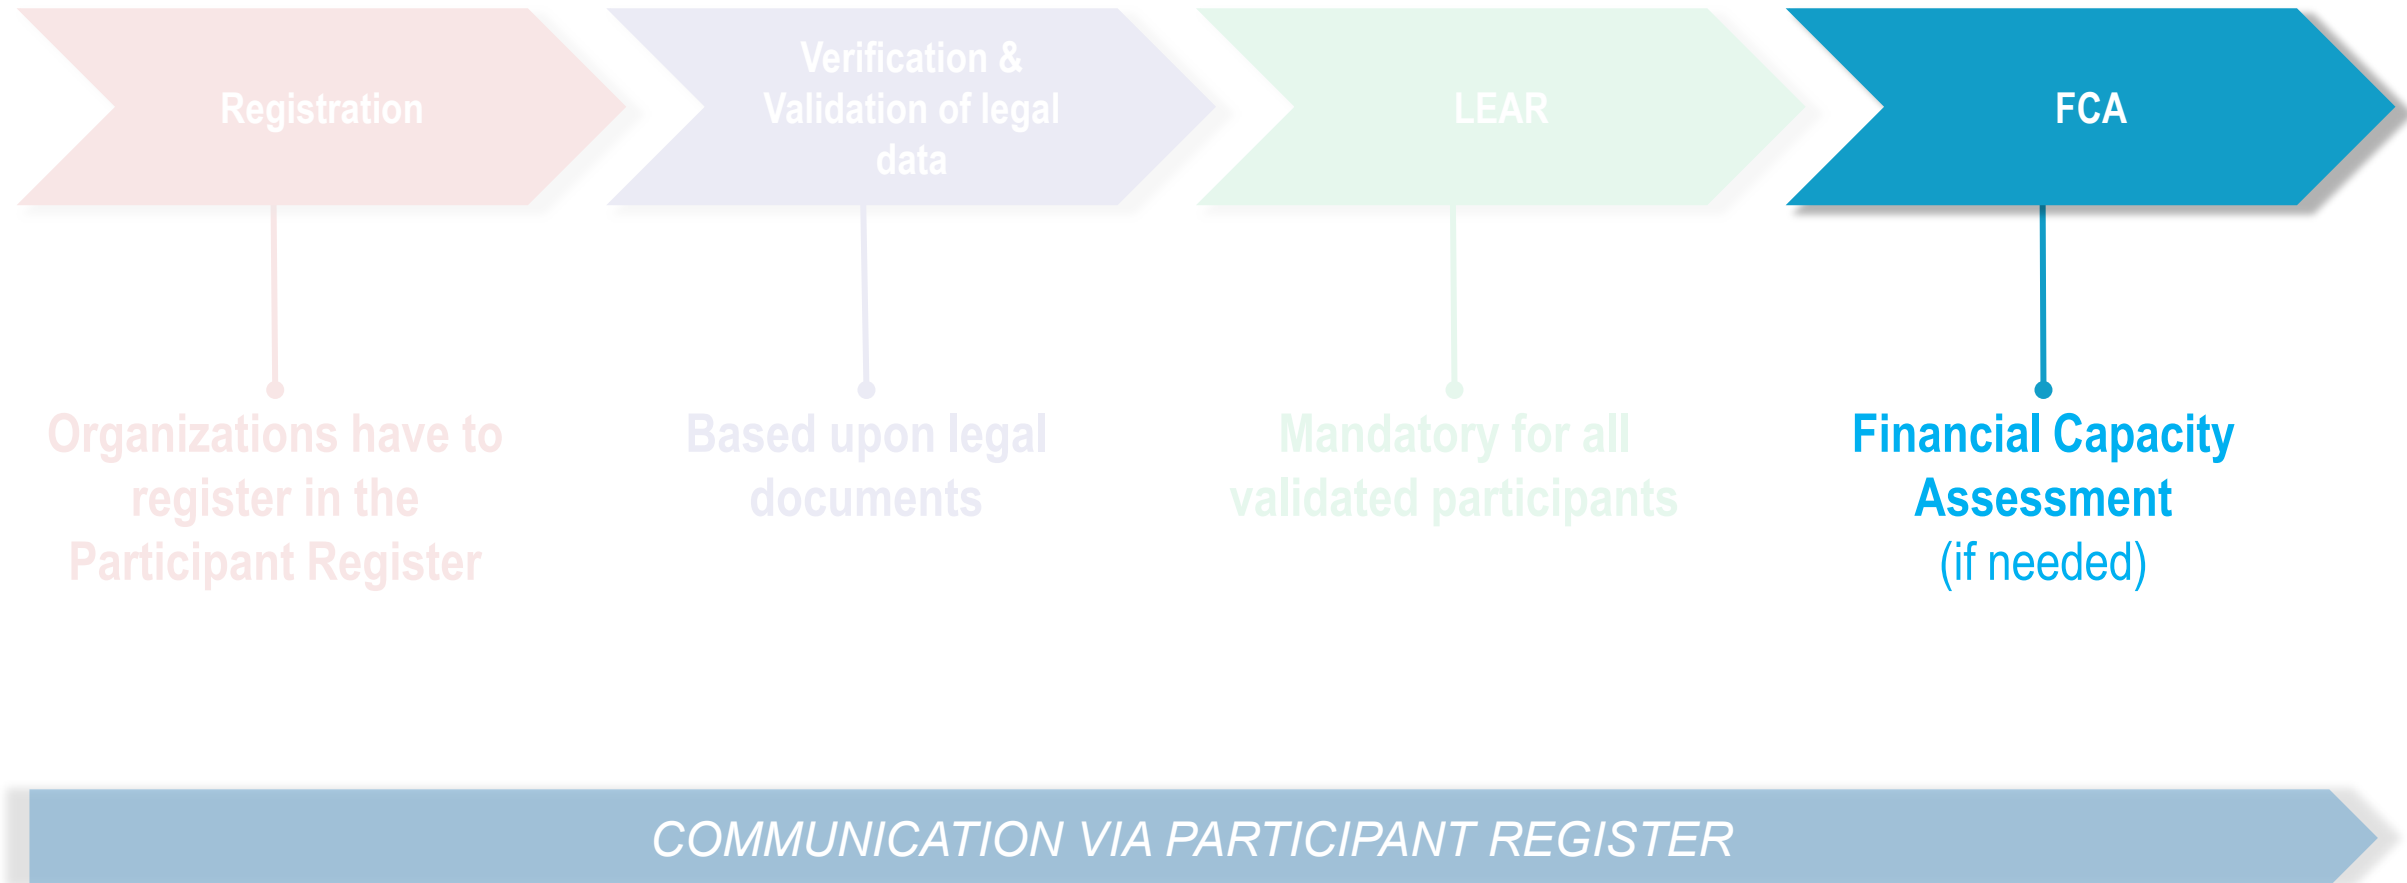 Registration
Verification &
Validation of legal
data
LEAR
FCA
Organizations have to
register in the
Participant Register
Based upon legal
documents
Mandatory for all
validated participants
Financial Capacity
Assessment
(if needed)
COMMUNICATION VIA PARTICIPANT REGISTER